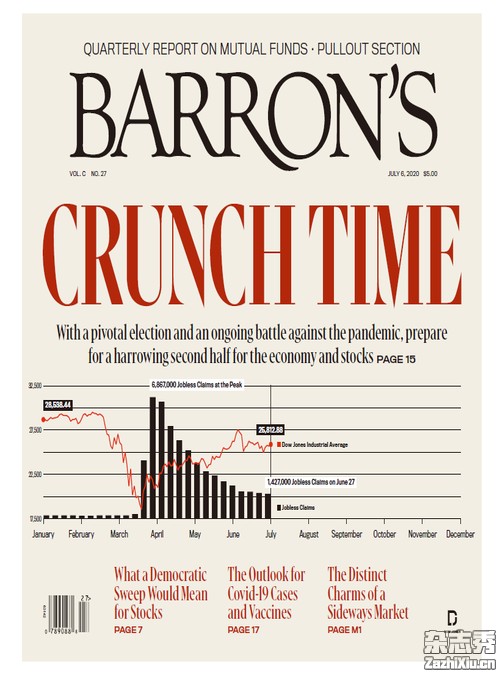 QUARTERLY REPORT ON MUTUAL FUNDS · PULLOUT SECTION
BARRON'S
VOL. C NO. 27 JULY 6, 2020 $5.00
CRUNCH TIME
With a pivotal election and an ongoing battle against the pandemic, prepare
for a harrowing second half for the economy and stocks PAGE 15
32,500
6,867,000 Jobless Claims at the Peak
28,538.44
27,500
25,812.88
Dow Jones Industrial Average
22,500
1,427,000 Jobless Claims on June 27
Jobless Claims
17,500
January February March April May June July August September October November December
What a Democratic
Sweep Would Mean
for Stocks
PAGE 7
The Outlook for
Covid-19 Cases
and Vaccines
PAGE 17
The Distinct
Charms of a
Sideways Market
PAGE M1
27>
D
杂志秀
ZaZhiXiu.cn